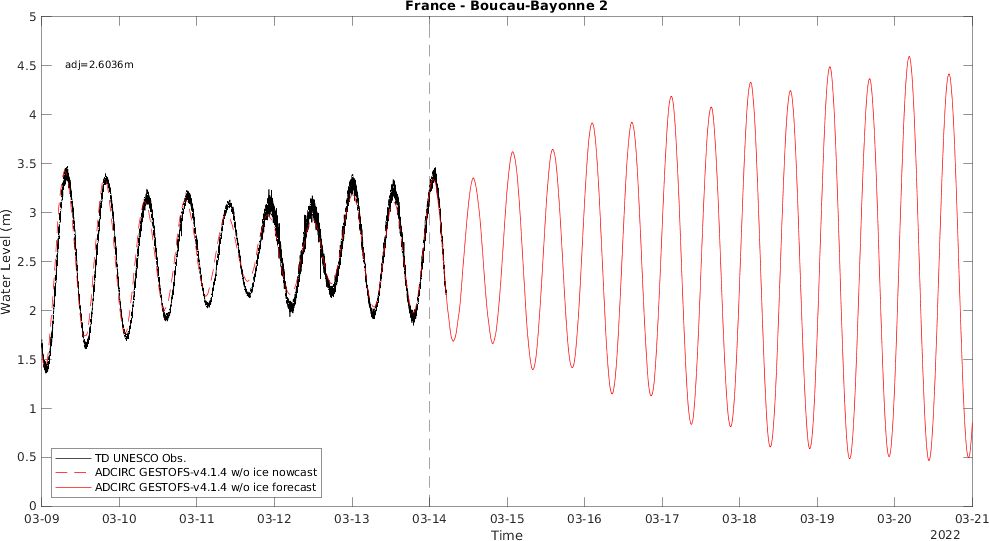 France - Boucau-Bayonne 2
adj=2.6036m
Water Level (m)
5
4.5
4
3.5
3
2.5
2
1.5
1
0.5
0
TD UNESCO Obs.
ADCIRC GESTOFS-v4.1.4 w/o ice nowcast
ADCIRC GESTOFS-v4.1.4 w/o ice forecast
03-09 03-10 03-11 03-12 03-13 03-14 03-15 03-16 03-17 03-18 03-19 03-20 03-21
Time
2022